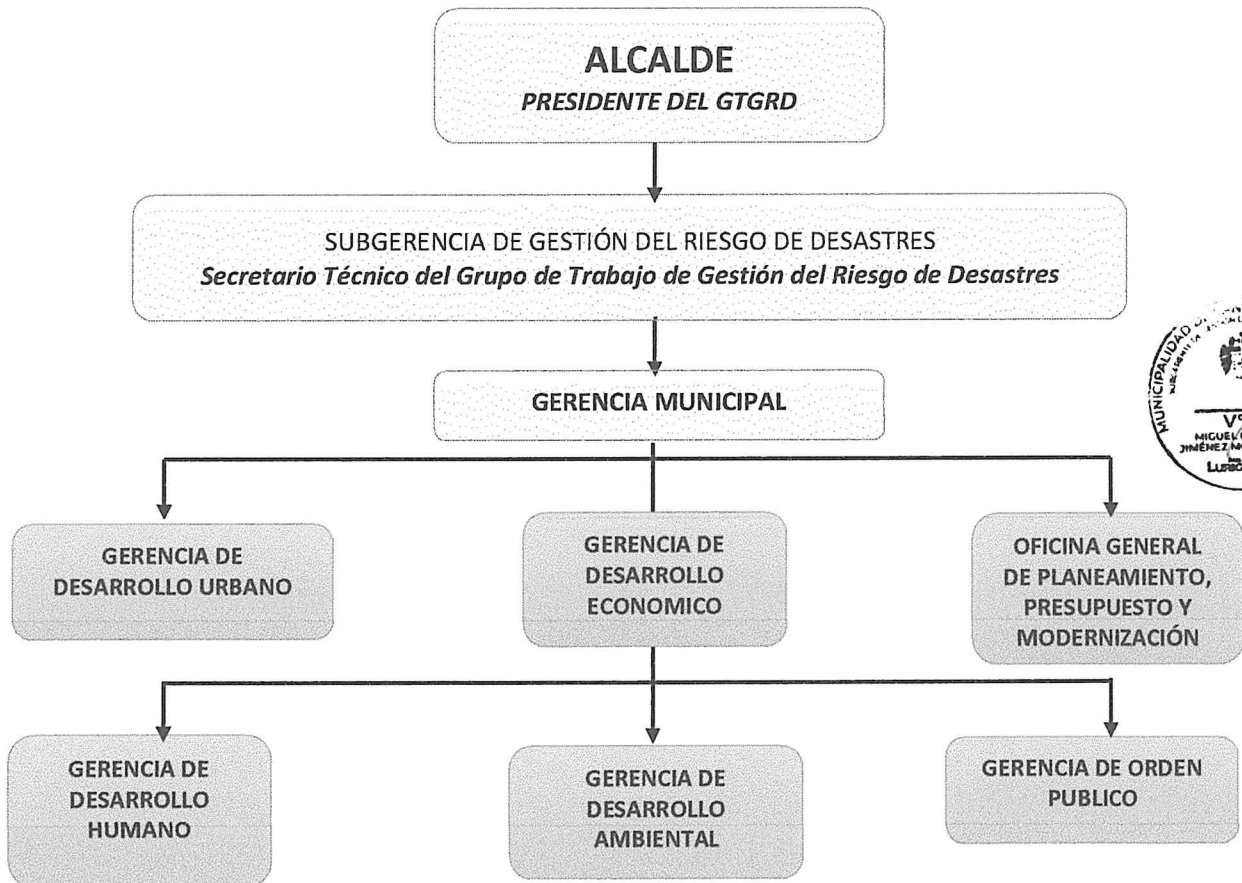 ALCALDE
PRESIDENTE DEL GTGRD
SUBGERENCIA DE GESTIÓN DEL RIESGO DE DESASTRES
Secretario Técnico del Grupo de Trabajo de Gestión del Riesgo de Desastres
GERENCIA MUNICIPAL
MUNICIPALIDAD
MIGUEL
JIMÉNEZ
GERENCIA DE
DESARROLLO URBANO
GERENCIA DE
DESARROLLO
ECONOMICO
OFICINA GENERAL
DE PLANEAMIENTO,
PRESUPUESTO Y
MODERNIZACIÓN
GERENCIA DE
DESARROLLO
HUMANO
GERENCIA DE
DESARROLLO
AMBIENTAL
GERENCIA DE ORDEN
PUBLICO